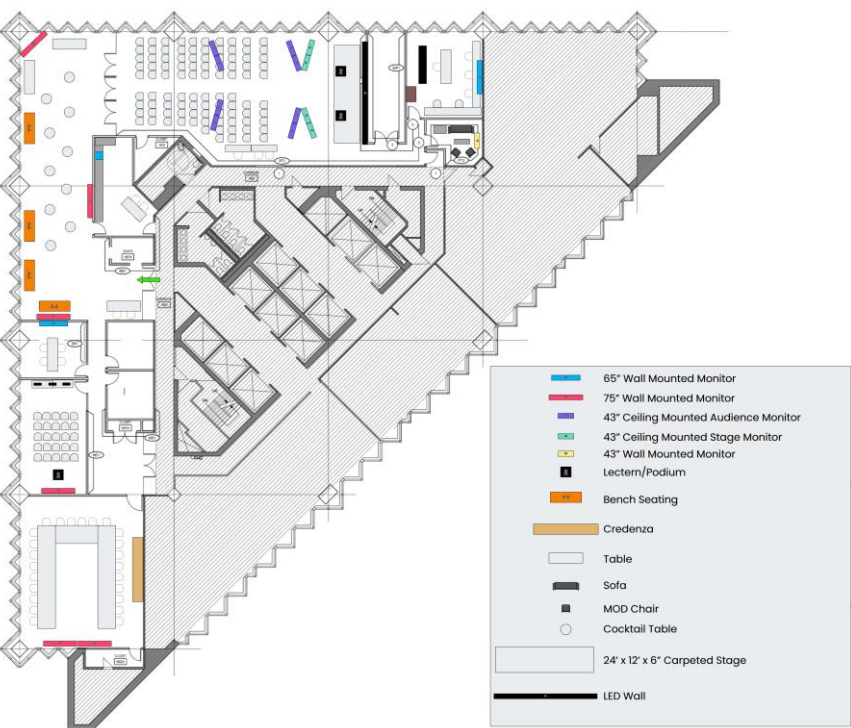 65" Wall Mounted Monitor
75" Wall Mounted Monitor
43" Ceiling Mounted Audience Monitor
43" Ceiling Mounted Stage Monitor
43" Wall Mounted Monitor
Lectern/Podium
Bench Seating
Credenza
Table
Sofa
MOD Chair
Cocktail Table
24' x 12' x 6" Carpeted Stage
LED Wall